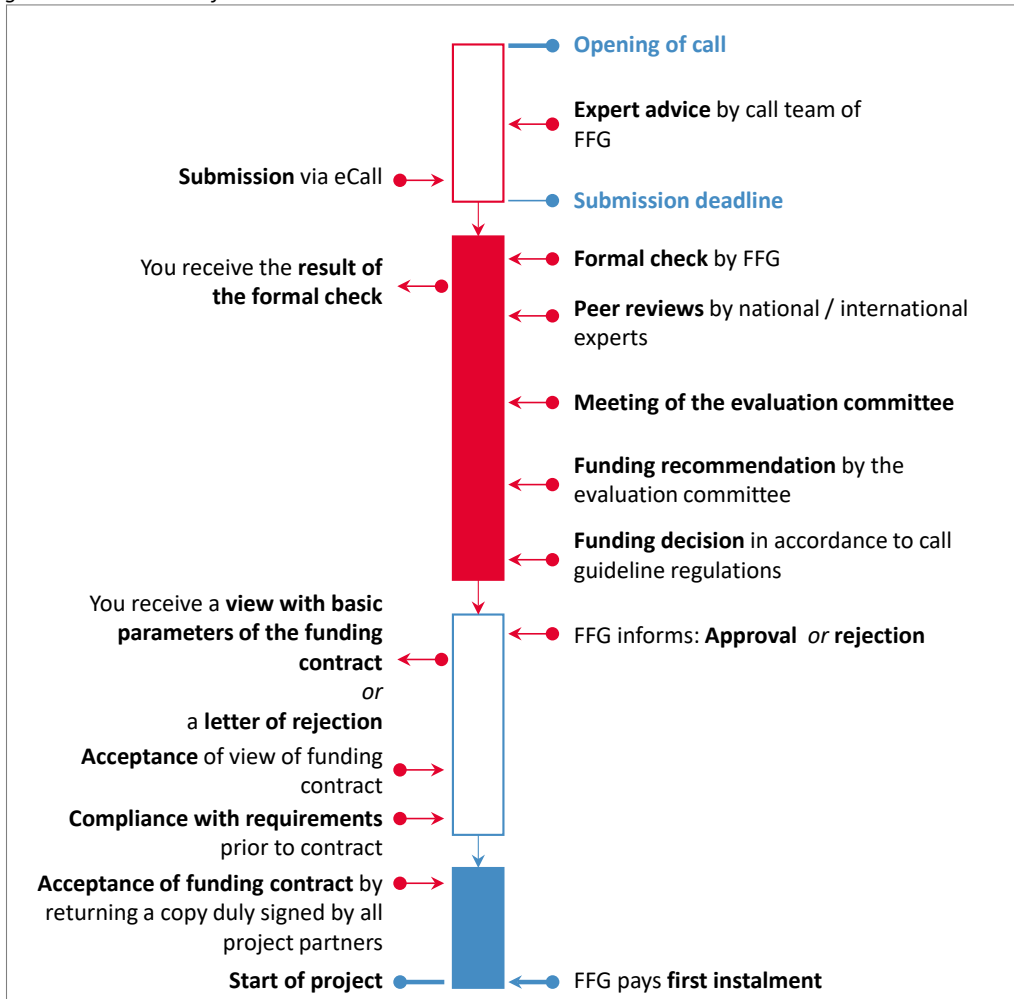 Opening of call
Expert advice by call team of
FFG
Submission via eCall
Submission deadline
Formal check by FFG
You receive the result of
the formal check
Peer reviews by national / international
experts
Meeting of the evaluation committee
Funding recommendation by the
evaluation committee
Funding decision in accordance to call
guideline regulations
You receive a view with basic
parameters of the funding
contract
or
a letter of rejection
FFG informs: Approval or rejection
Acceptance of view of funding
contract
Compliance with requirements
prior to contract
Acceptance of funding contract by
returning a copy duly signed by all
project partners
Start of project
FFG pays first instalment